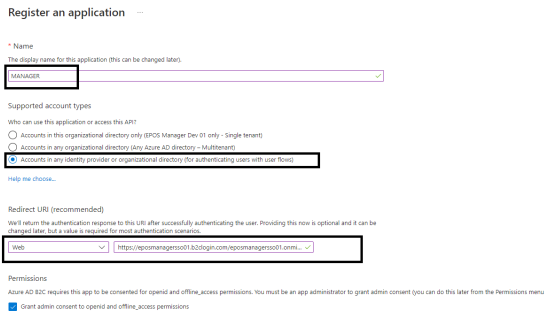 Register an application ...
* Name
The display name for this application (this can be changed later).
MANAGER
Supported account types
Who can use this application or access this API?
Accounts in this organizational directory only (EPOS Manager Dev 01 only - Single tenant)
Accounts in any organizational directory (Any Azure AD directory – Multitenant)
Accounts in any identity provider or organizational directory (for authenticating users with user flows)
Help me choose...
Redirect URI (recommended)
We'll return the authentication response to this URI after successfully authenticating the user. Providing this now is optional and it can be
changed later, but a value is required for most authentication scenarios.
Web https://eposmanagersso01.b2clogin.com/eposmanagersso01.onmi...
Permissions
Azure AD B2C requires this app to be consented for openid and offline_access permissions. You must be an app administrator to grant admin consent (you can do this later from the Permissions menu
Grant admin consent to openid and offline_access permissions